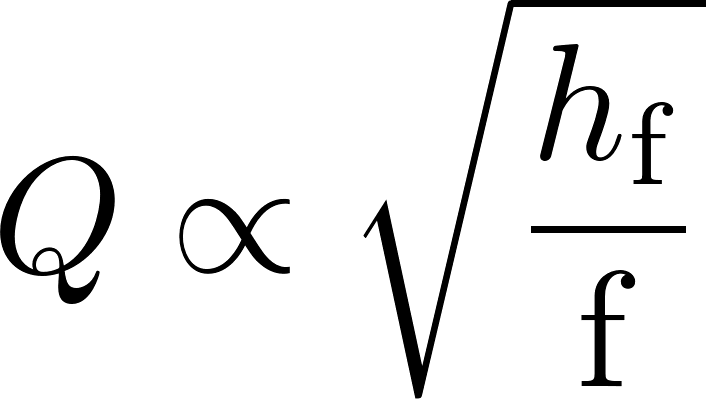 Q ∝ √(h_f / f)